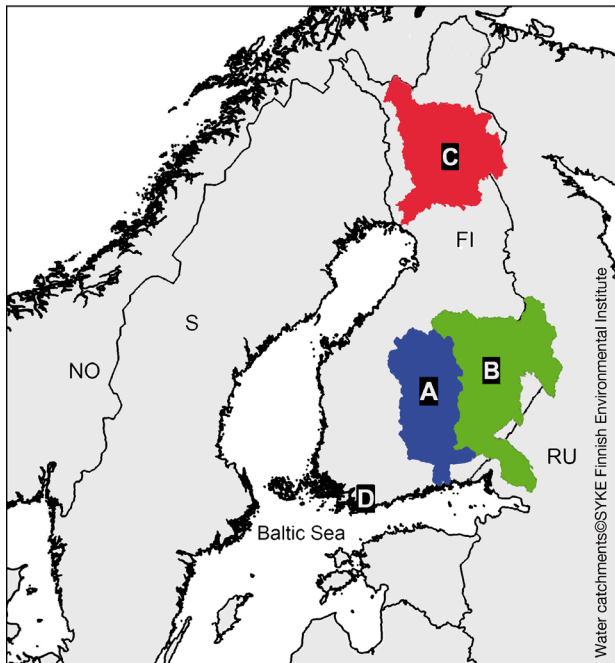 C
FI
S
NO
A
B
RU
D
Baltic Sea
Water catchments©SYKE Finnish Environmental Institute